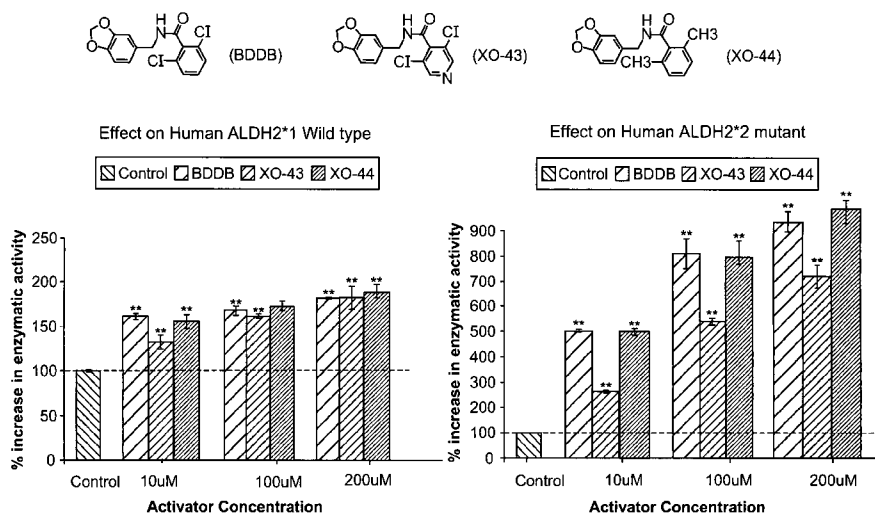 O
O
NH
O
Cl
Cl
(BDDB)
O
O
NH
O
Cl
Cl
N
(XO-43)
O
O
NH
O
CH3
CH3
(XO-44)
Effect on Human ALDH2*1 Wild type
Control BDDB XO-43 XO-44
% increase in enzymatic activity
250
200
150
100
50
0
** ** ** ** ** ** ** **
Control 10uM 100uM 200uM
Activator Concentration
Effect on Human ALDH2*2 mutant
Control BDDB XO-43 XO-44
% increase in enzymatic activity
900
800
700
600
500
400
300
200
100
0
** ** ** ** ** ** ** ** **
Control 10uM 100uM 200uM
Activator Concentration